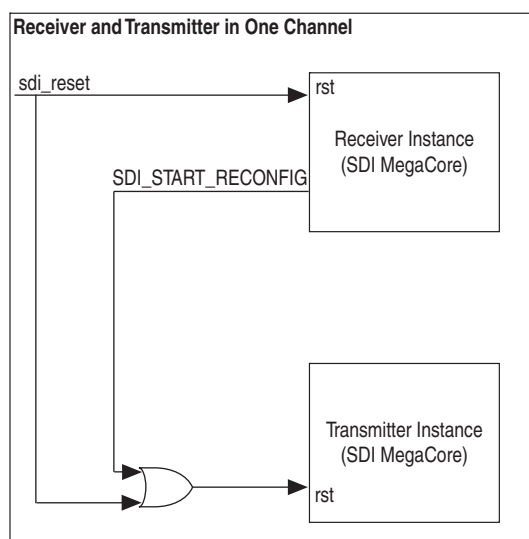 Receiver and Transmitter in One Channel
sdi_reset
rst
Receiver Instance
(SDI MegaCore)
SDI_START_RECONFIG
Transmitter Instance
(SDI MegaCore)
rst